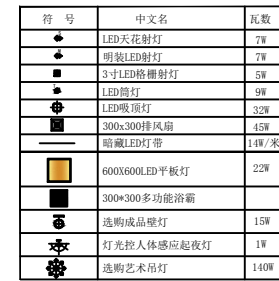 符 号 中文名 瓦数
LED天花射灯 7W
明装LED射灯 7W
3寸LED格栅射灯 5W
LED筒灯 9W
LED吸顶灯 32W
300x300排风扇 45W
暗藏LED灯带 14W/米
600X600LED平板灯 22W
300*300多功能浴霸
选购成品壁灯 15W
灯光控人体感应起夜灯 1W
选购艺术吊灯 140W